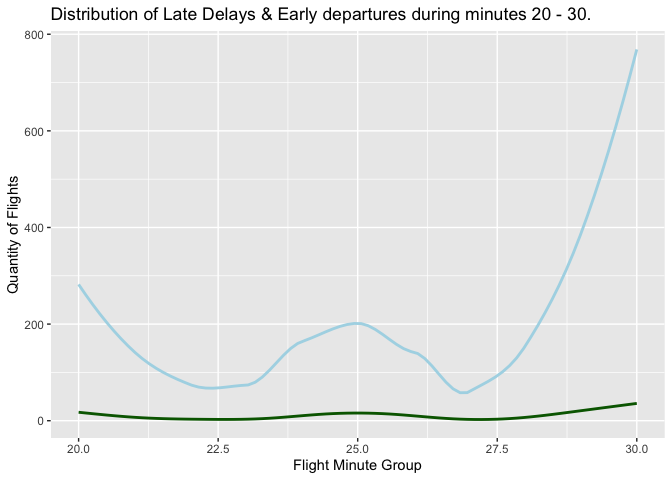 Distribution of Late Delays & Early departures during minutes 20 - 30.
800
600
400
200
0
Quantity of Flights
20.0 22.5 25.0 27.5 30.0
Flight Minute Group